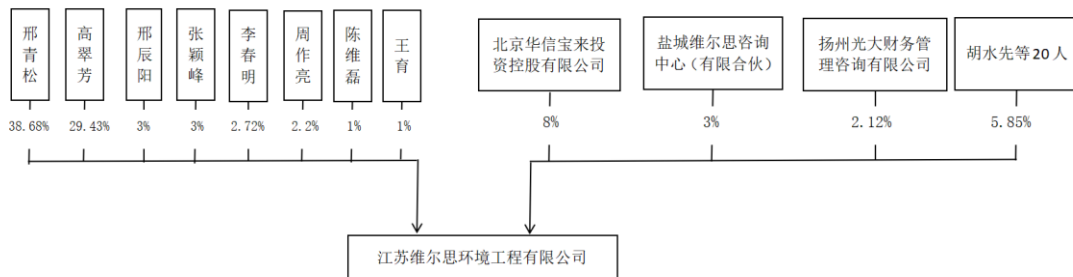 邢青松
高翠芳
邢辰阳
张颖峰
李春明
周作亮
陈维磊
王育
北京华信宝来投
资控股有限公司
盐城维尔思咨询
中心（有限合伙）
扬州光大财务管
理咨询有限公司
胡水先等20人
38.68%
29.43%
3%
3%
2.72%
2.2%
1%
1%
8%
3%
2.12%
5.85%
江苏维尔思环境工程有限公司